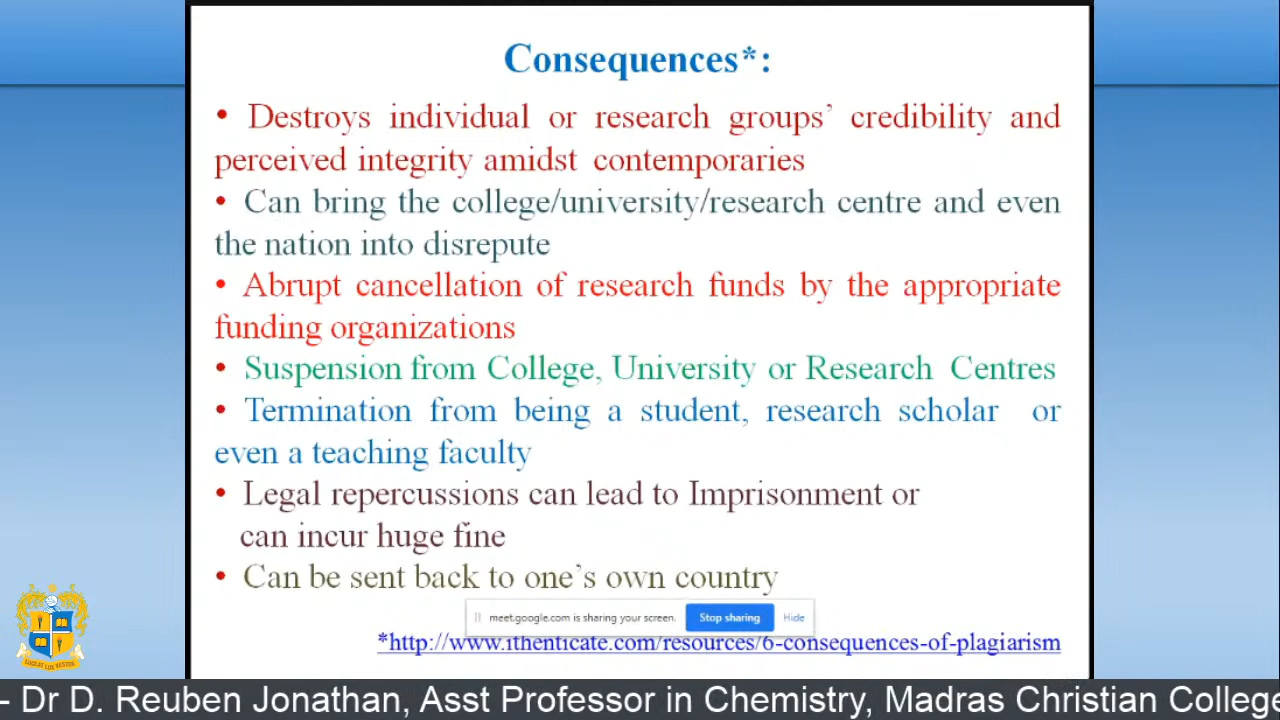 Consequences*:
• Destroys individual or research groups’ credibility and
perceived integrity amidst contemporaries
• Can bring the college/university/research centre and even
the nation into disrepute
• Abrupt cancellation of research funds by the appropriate
funding organizations
• Suspension from College, University or Research Centres
• Termination from being a student, research scholar or
even a teaching faculty
• Legal repercussions can lead to Imprisonment or
can incur huge fine
• Can be sent back to one’s own country
meet.google.com is sharing your screen. Stop sharing Hide
*http://www.ithenticate.com/resources/6-consequences-of-plagiarism
- Dr D. Reuben Jonathan, Asst Professor in Chemistry, Madras Christian College